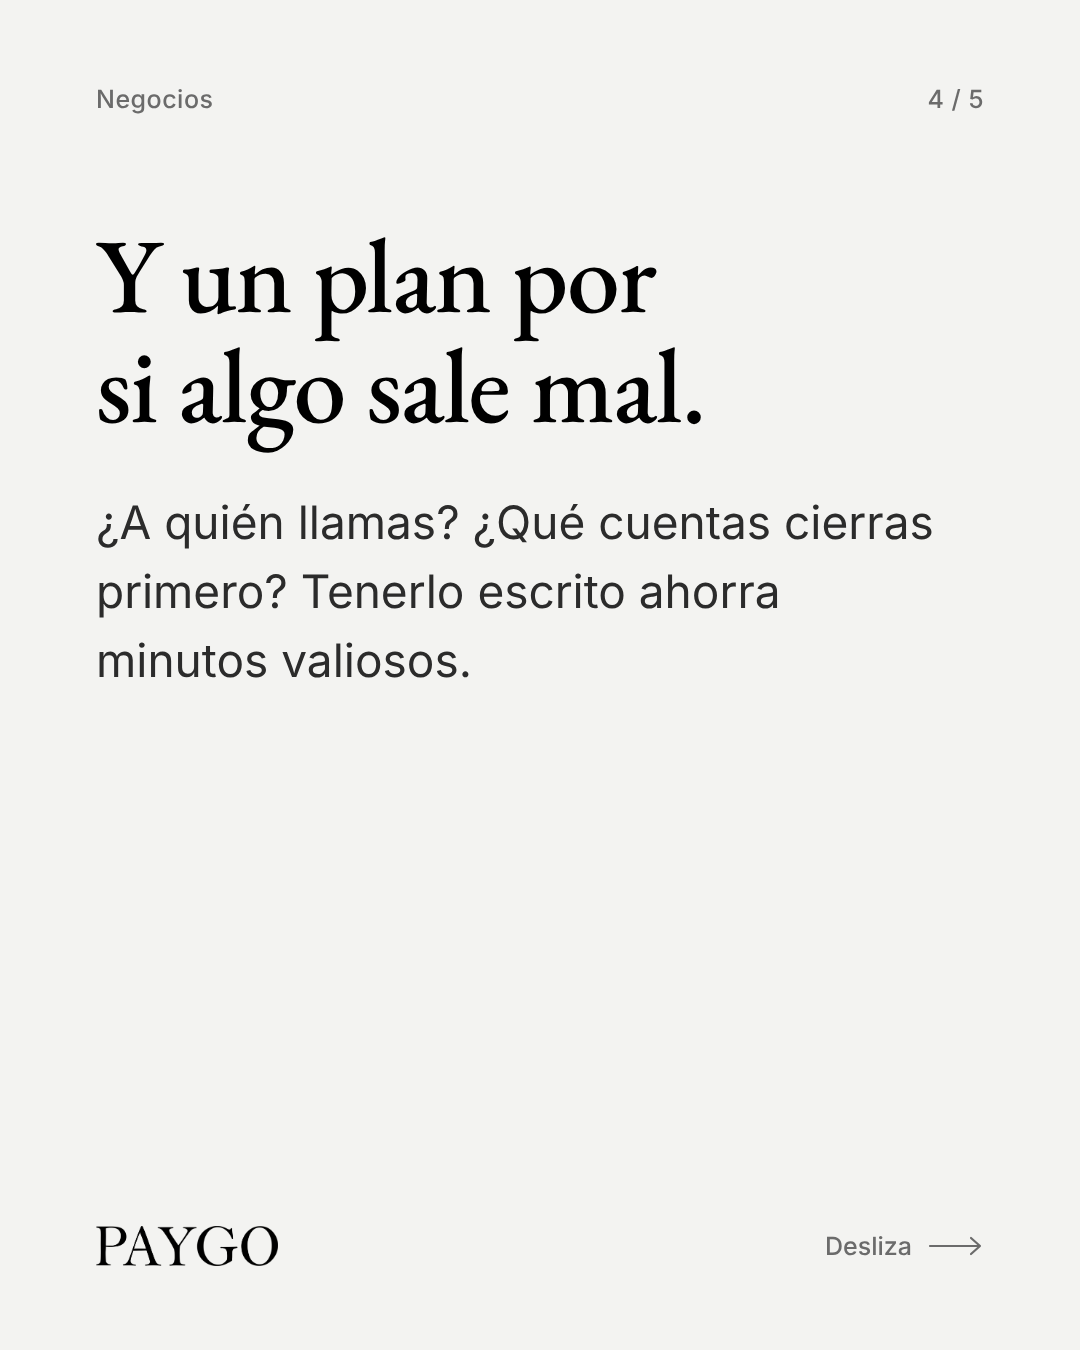 Negocios
4 / 5
Y un plan por
si algo sale mal.
¿A quién llamas? ¿Qué cuentas cierras
primero? Tenerlo escrito ahorra
minutos valiosos.
PAYGO
Desliza